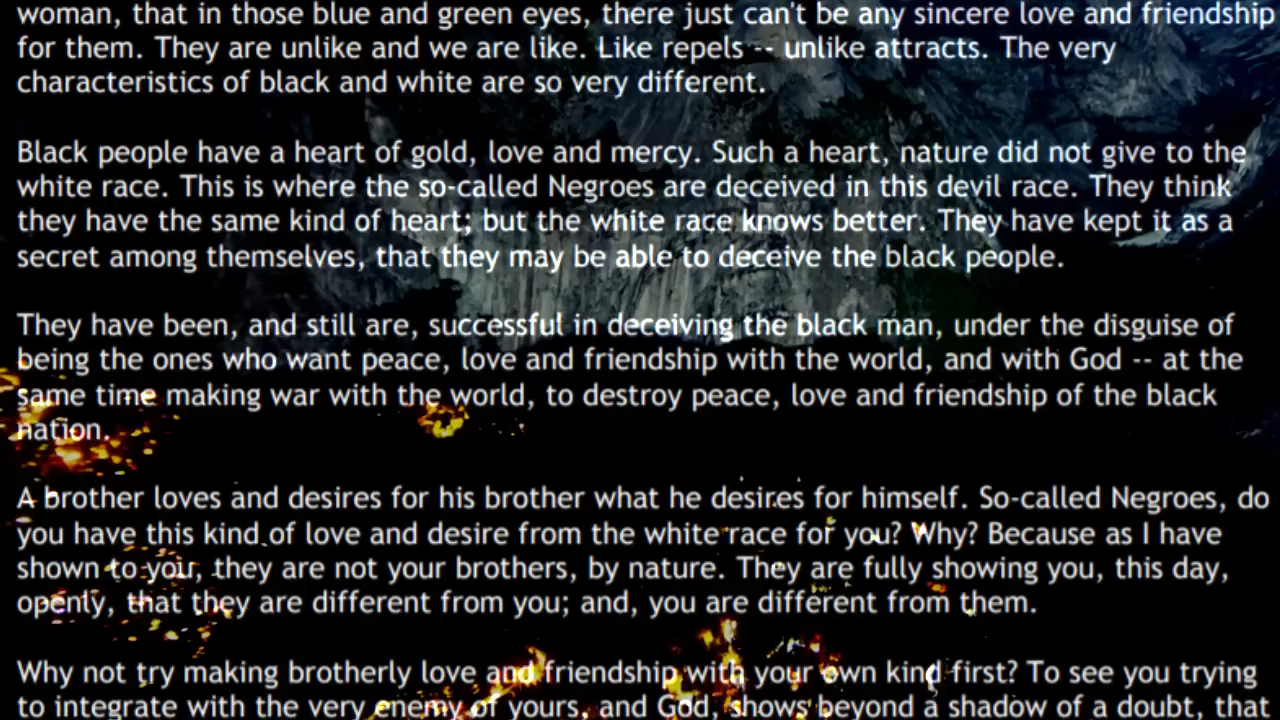 woman, that in those blue and green eyes, there just can't be any sincere love and friendship
for them. They are unlike and we are like. Like repels -- unlike attracts. The very
characteristics of black and white are so very different.
Black people have a heart of gold, love and mercy. Such a heart, nature did not give to the
white race. This is where the so-called Negroes are deceived in this devil race. They think
they have the same kind of heart; but the white race knows better. They have kept it as a
secret among themselves, that they may be able to deceive the black people.
They have been, and still are, successful in deceiving the black man, under the disguise of
being the ones who want peace, love and friendship with the world, and with God -- at the
same time making war with the world, to destroy peace, love and friendship of the black
nation.
A brother loves and desires for his brother what he desires for himself. So-called Negroes, do
you have this kind of love and desire from the white race for you? Why? Because as I have
shown to you, they are not your brothers, by nature. They are fully showing you, this day,
openly, that they are different from you; and, you are different from them.
Why not try making brotherly love and friendship with your own kind first? To see you trying
to integrate with the very enemy of yours, and God, shows beyond a shadow of a doubt, that